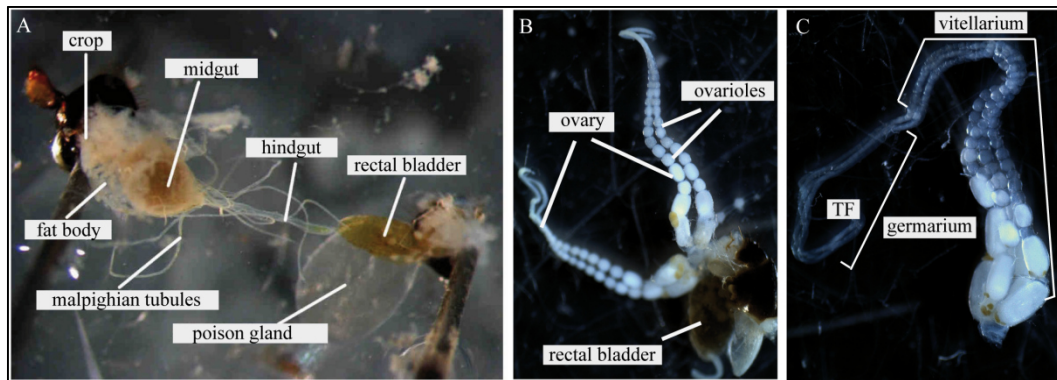 A
crop
midgut
hindgut
rectal bladder
fat body
malpighian tubules
poison gland
B
ovarioles
ovary
rectal bladder
C
vitellarium
TF
germarium